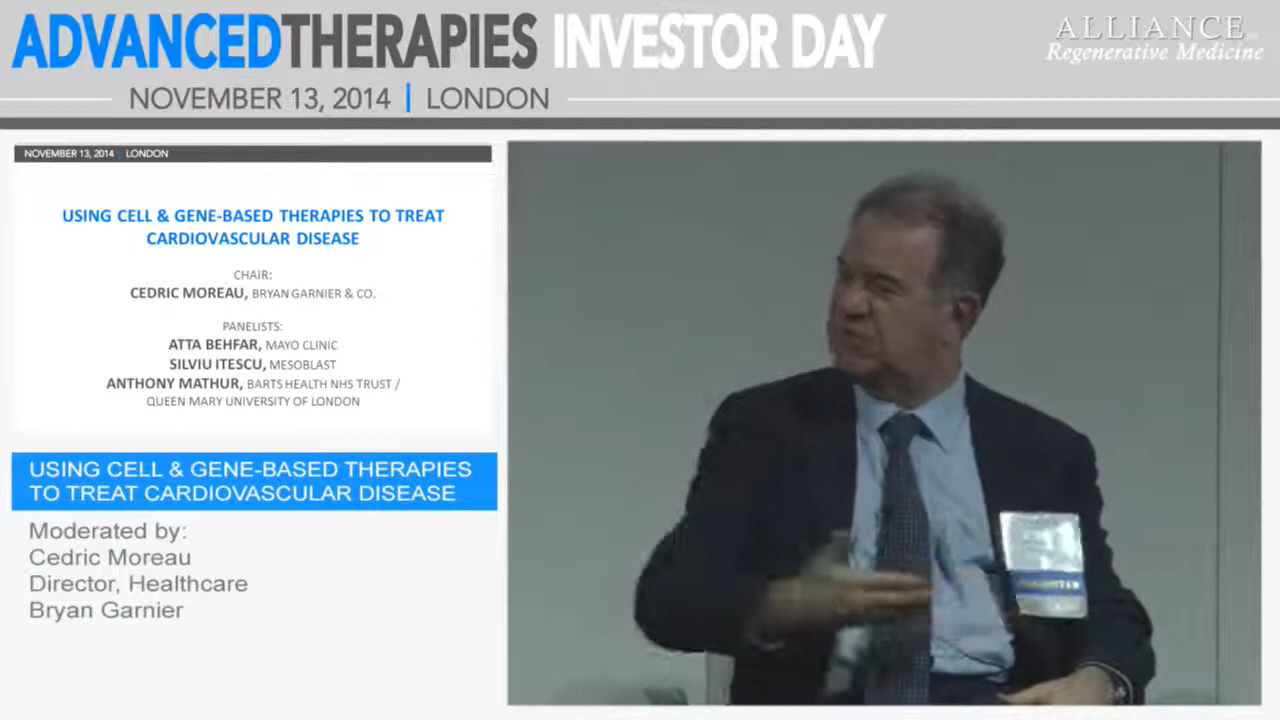 ADVANCEDTHERAPIES INVESTOR DAY
NOVEMBER 13, 2014 | LONDON
ALLIANCE
for
Regenerative Medicine
NOVEMBER 13, 2014 | LONDON
USING CELL & GENE-BASED THERAPIES TO TREAT
CARDIOVASCULAR DISEASE
CHAIR:
CEDRIC MOREAU, BRYAN GARNIER & CO.
PANELISTS:
ATTA BEHFAR, MAYO CLINIC
SILVIU ITESCU, MESOBLAST
ANTHONY MATHUR, BARTS HEALTH NHS TRUST /
QUEEN MARY UNIVERSITY OF LONDON
USING CELL & GENE-BASED THERAPIES
TO TREAT CARDIOVASCULAR DISEASE
Moderated by:
Cedric Moreau
Director, Healthcare
Bryan Garnier